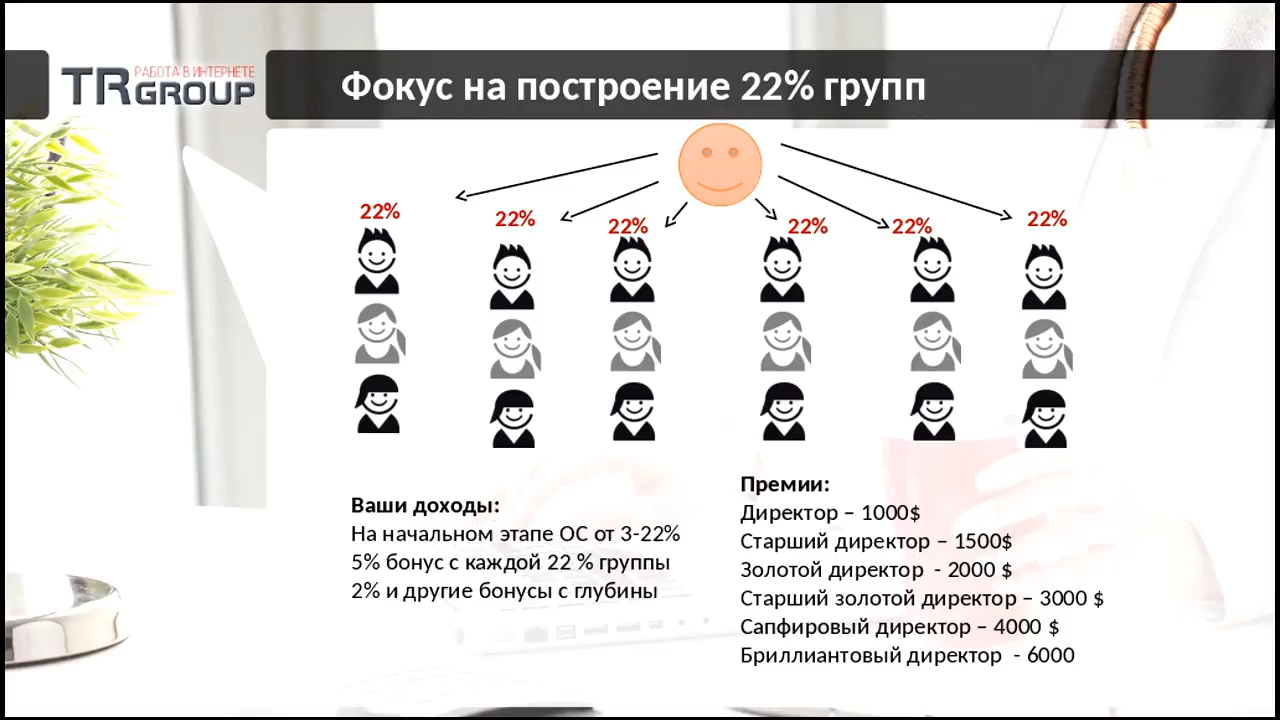 РАБОТА В ИНТЕРНЕТЕ
TRGROUP
Фокус на построение 22% групп
22%
22%
22%
22%
22%
22%
Ваши доходы:
На начальном этапе ОС от 3-22%
5% бонус с каждой 22 % группы
2% и другие бонусы с глубины
Премии:
Директор – 1000$
Старший директор – 1500$
Золотой директор - 2000 $
Старший золотой директор – 3000 $
Сапфировый директор – 4000 $
Бриллиантовый директор - 6000